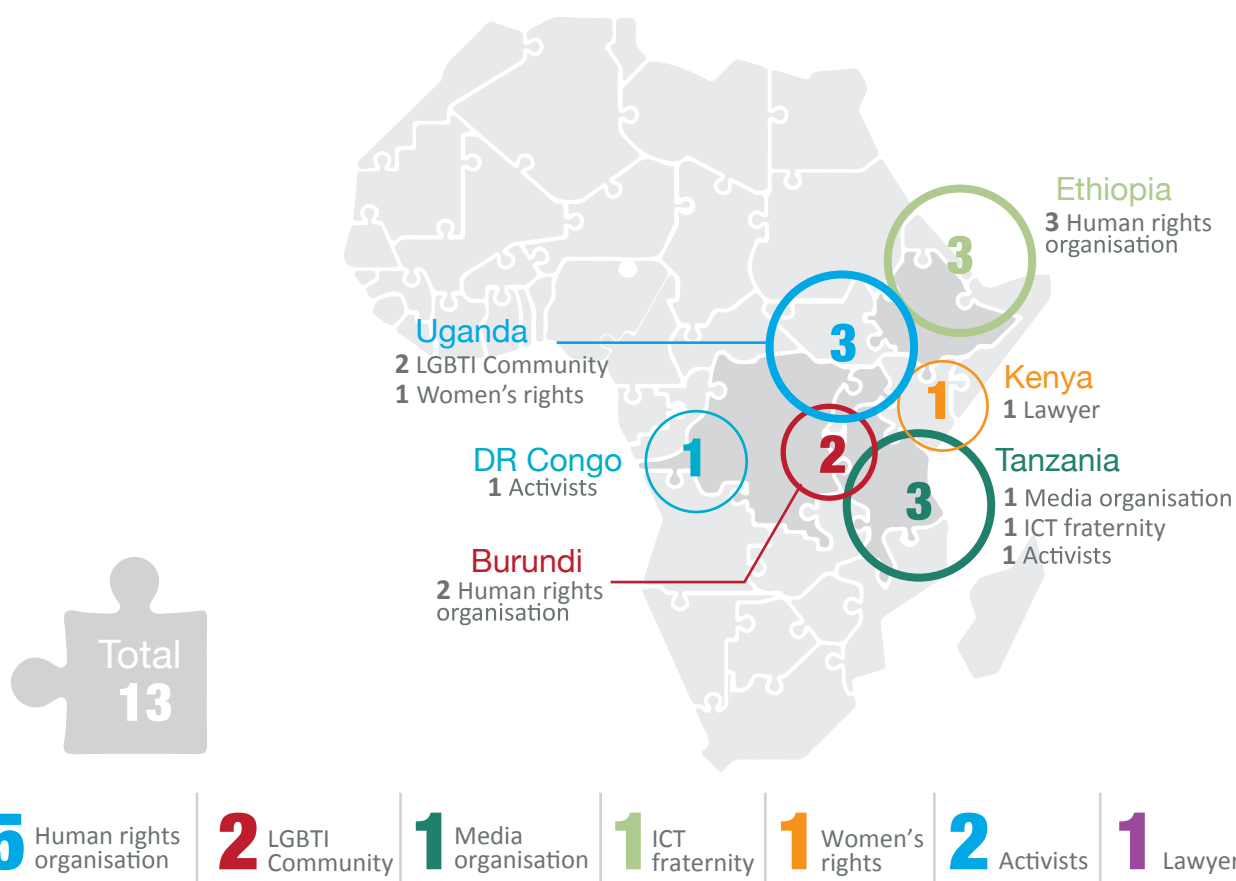 Ethiopia
3 Human rights
organisation
3
Uganda
2 LGBTI Community
1 Women's rights
3
Kenya
1 Lawyer
1
DR Congo
1 Activists
1
2
Tanzania
1 Media organisation
1 ICT fraternity
1 Activists
3
Burundi
2 Human rights
organisation
Total
13
5 Human rights
organisation
2 LGBTI
Community
1 Media
organisation
1 ICT
fraternity
1 Women's
rights
2 Activists
1 Lawyer